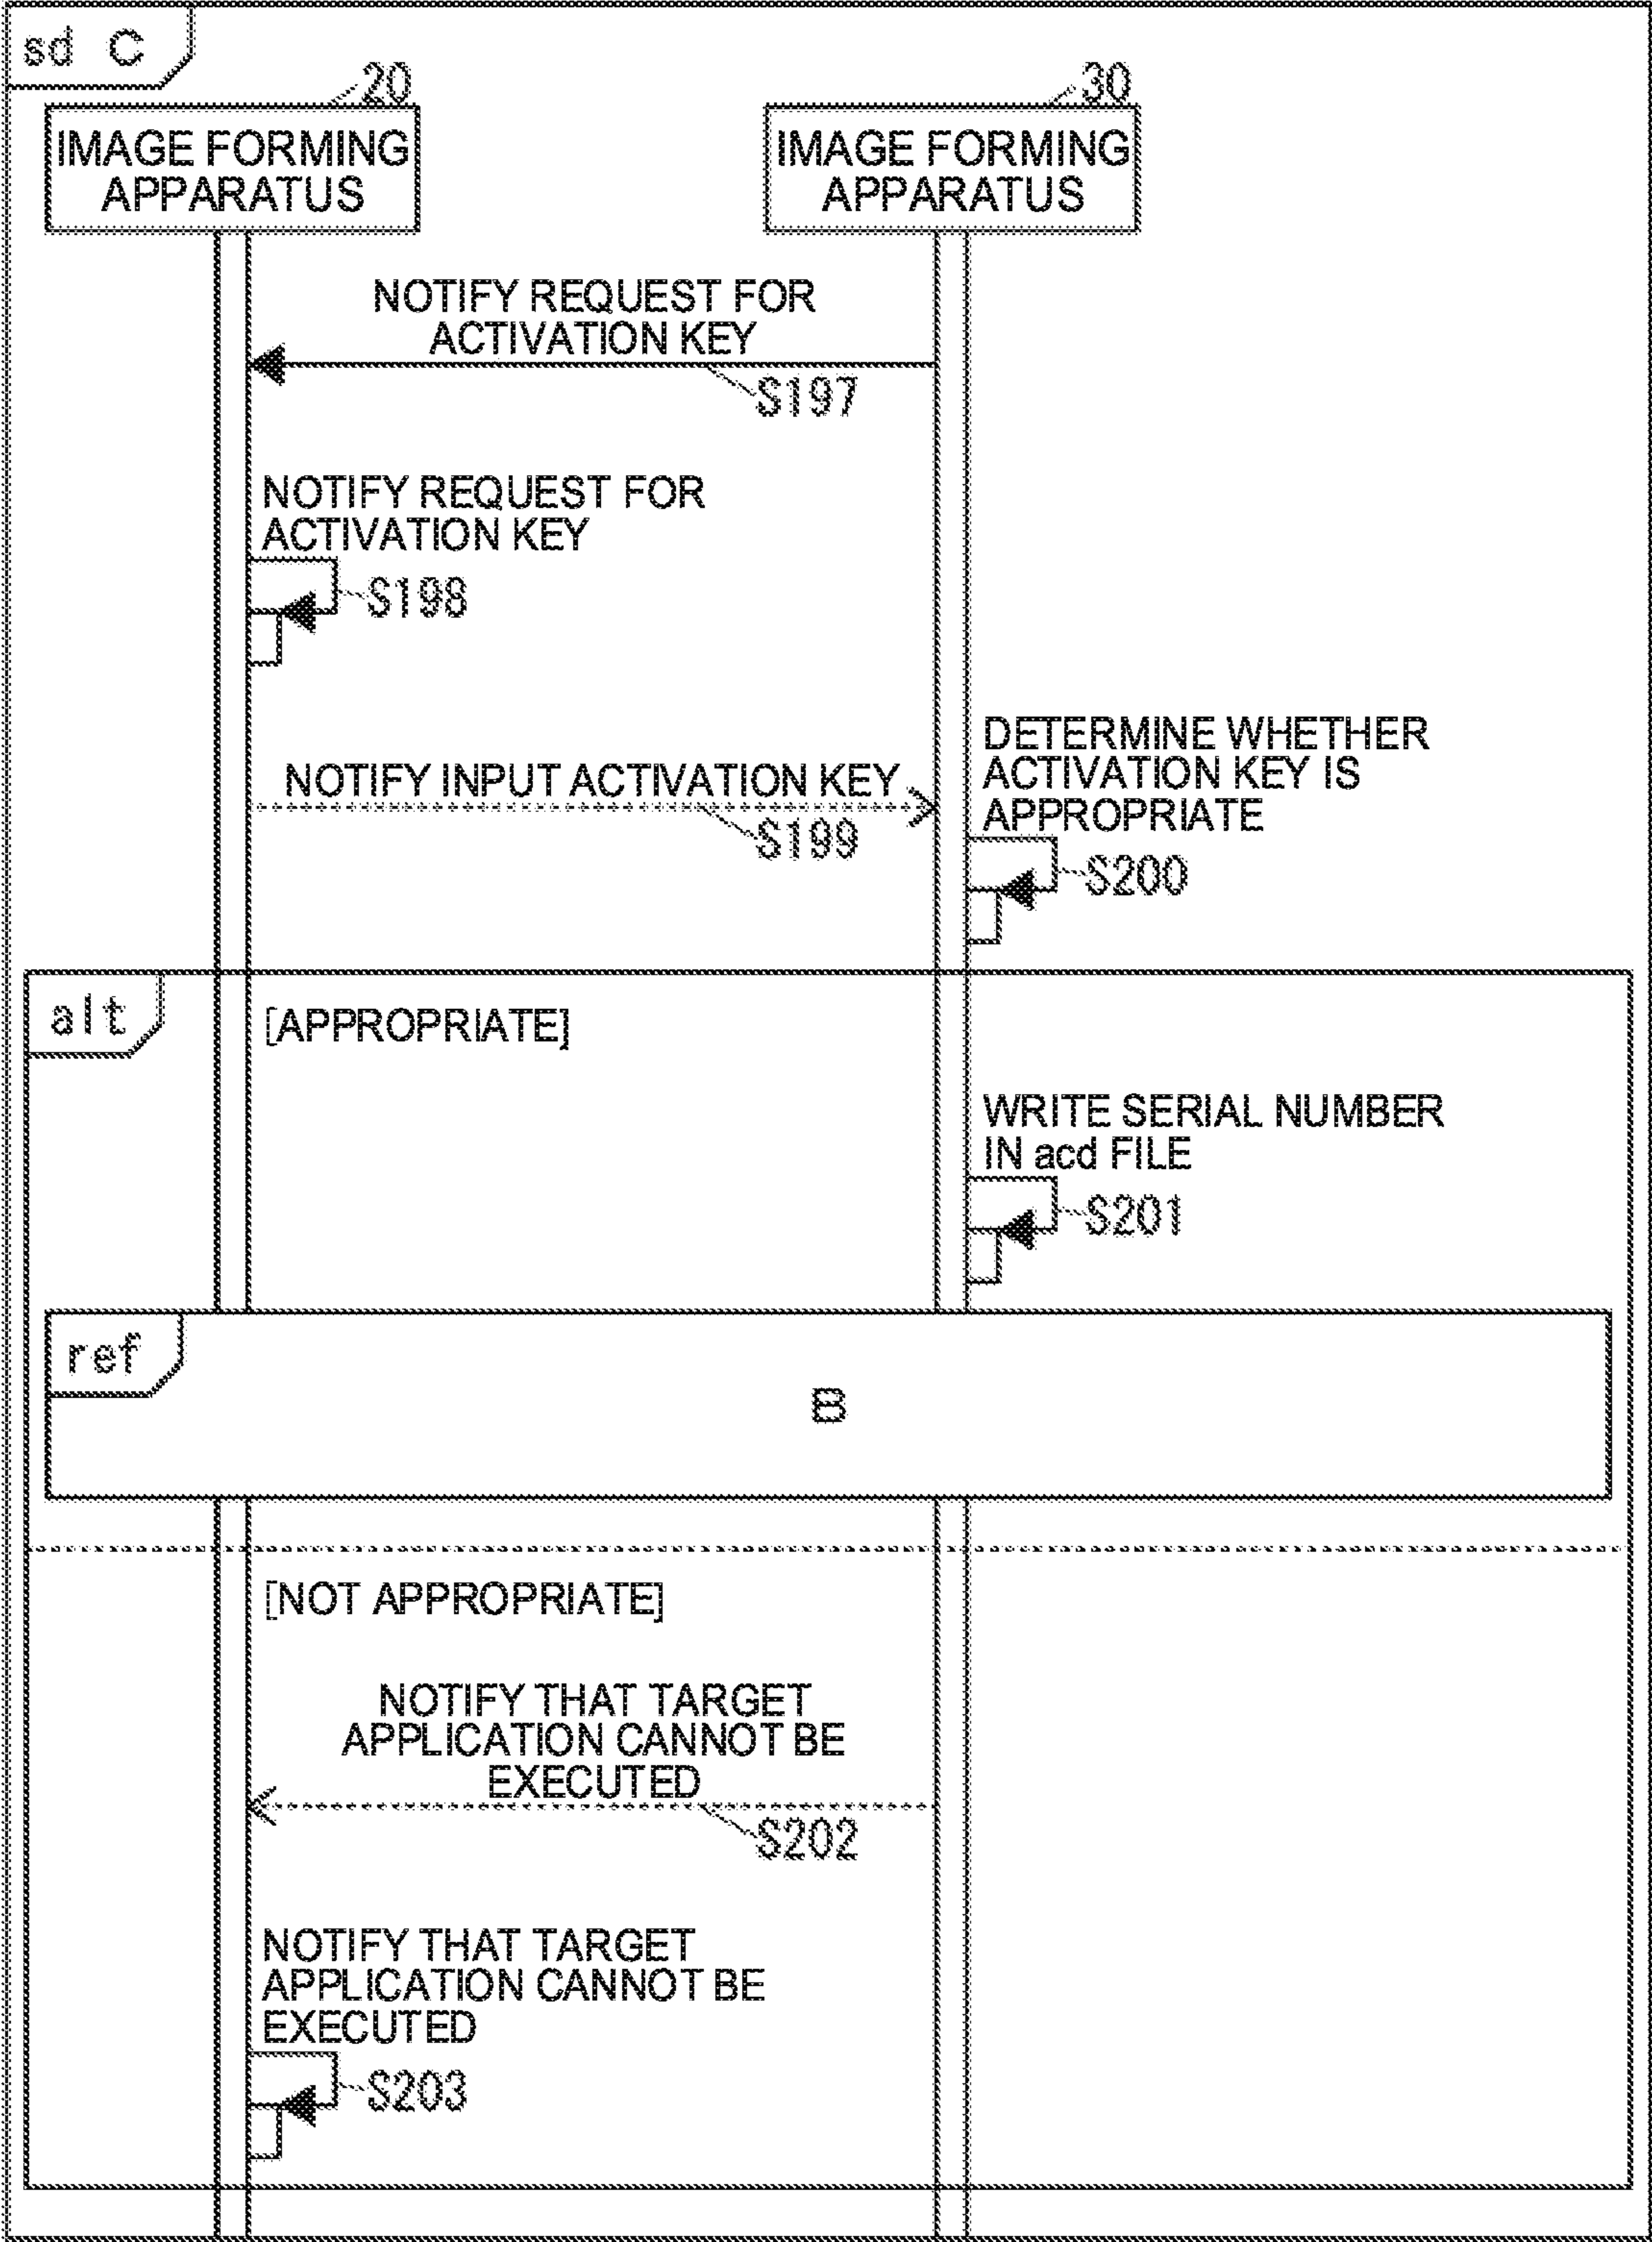 sd C
20
30
IMAGE FORMING
APPARATUS
IMAGE FORMING
APPARATUS
NOTIFY REQUEST FOR
ACTIVATION KEY
S197
NOTIFY REQUEST FOR
ACTIVATION KEY
S198
NOTIFY INPUT ACTIVATION KEY
S199
DETERMINE WHETHER
ACTIVATION KEY IS
APPROPRIATE
S200
alt
[APPROPRIATE]
WRITE SERIAL NUMBER
IN acd FILE
S201
ref
B
[NOT APPROPRIATE]
NOTIFY THAT TARGET
APPLICATION CANNOT BE
EXECUTED
S202
NOTIFY THAT TARGET
APPLICATION CANNOT BE
EXECUTED
S203